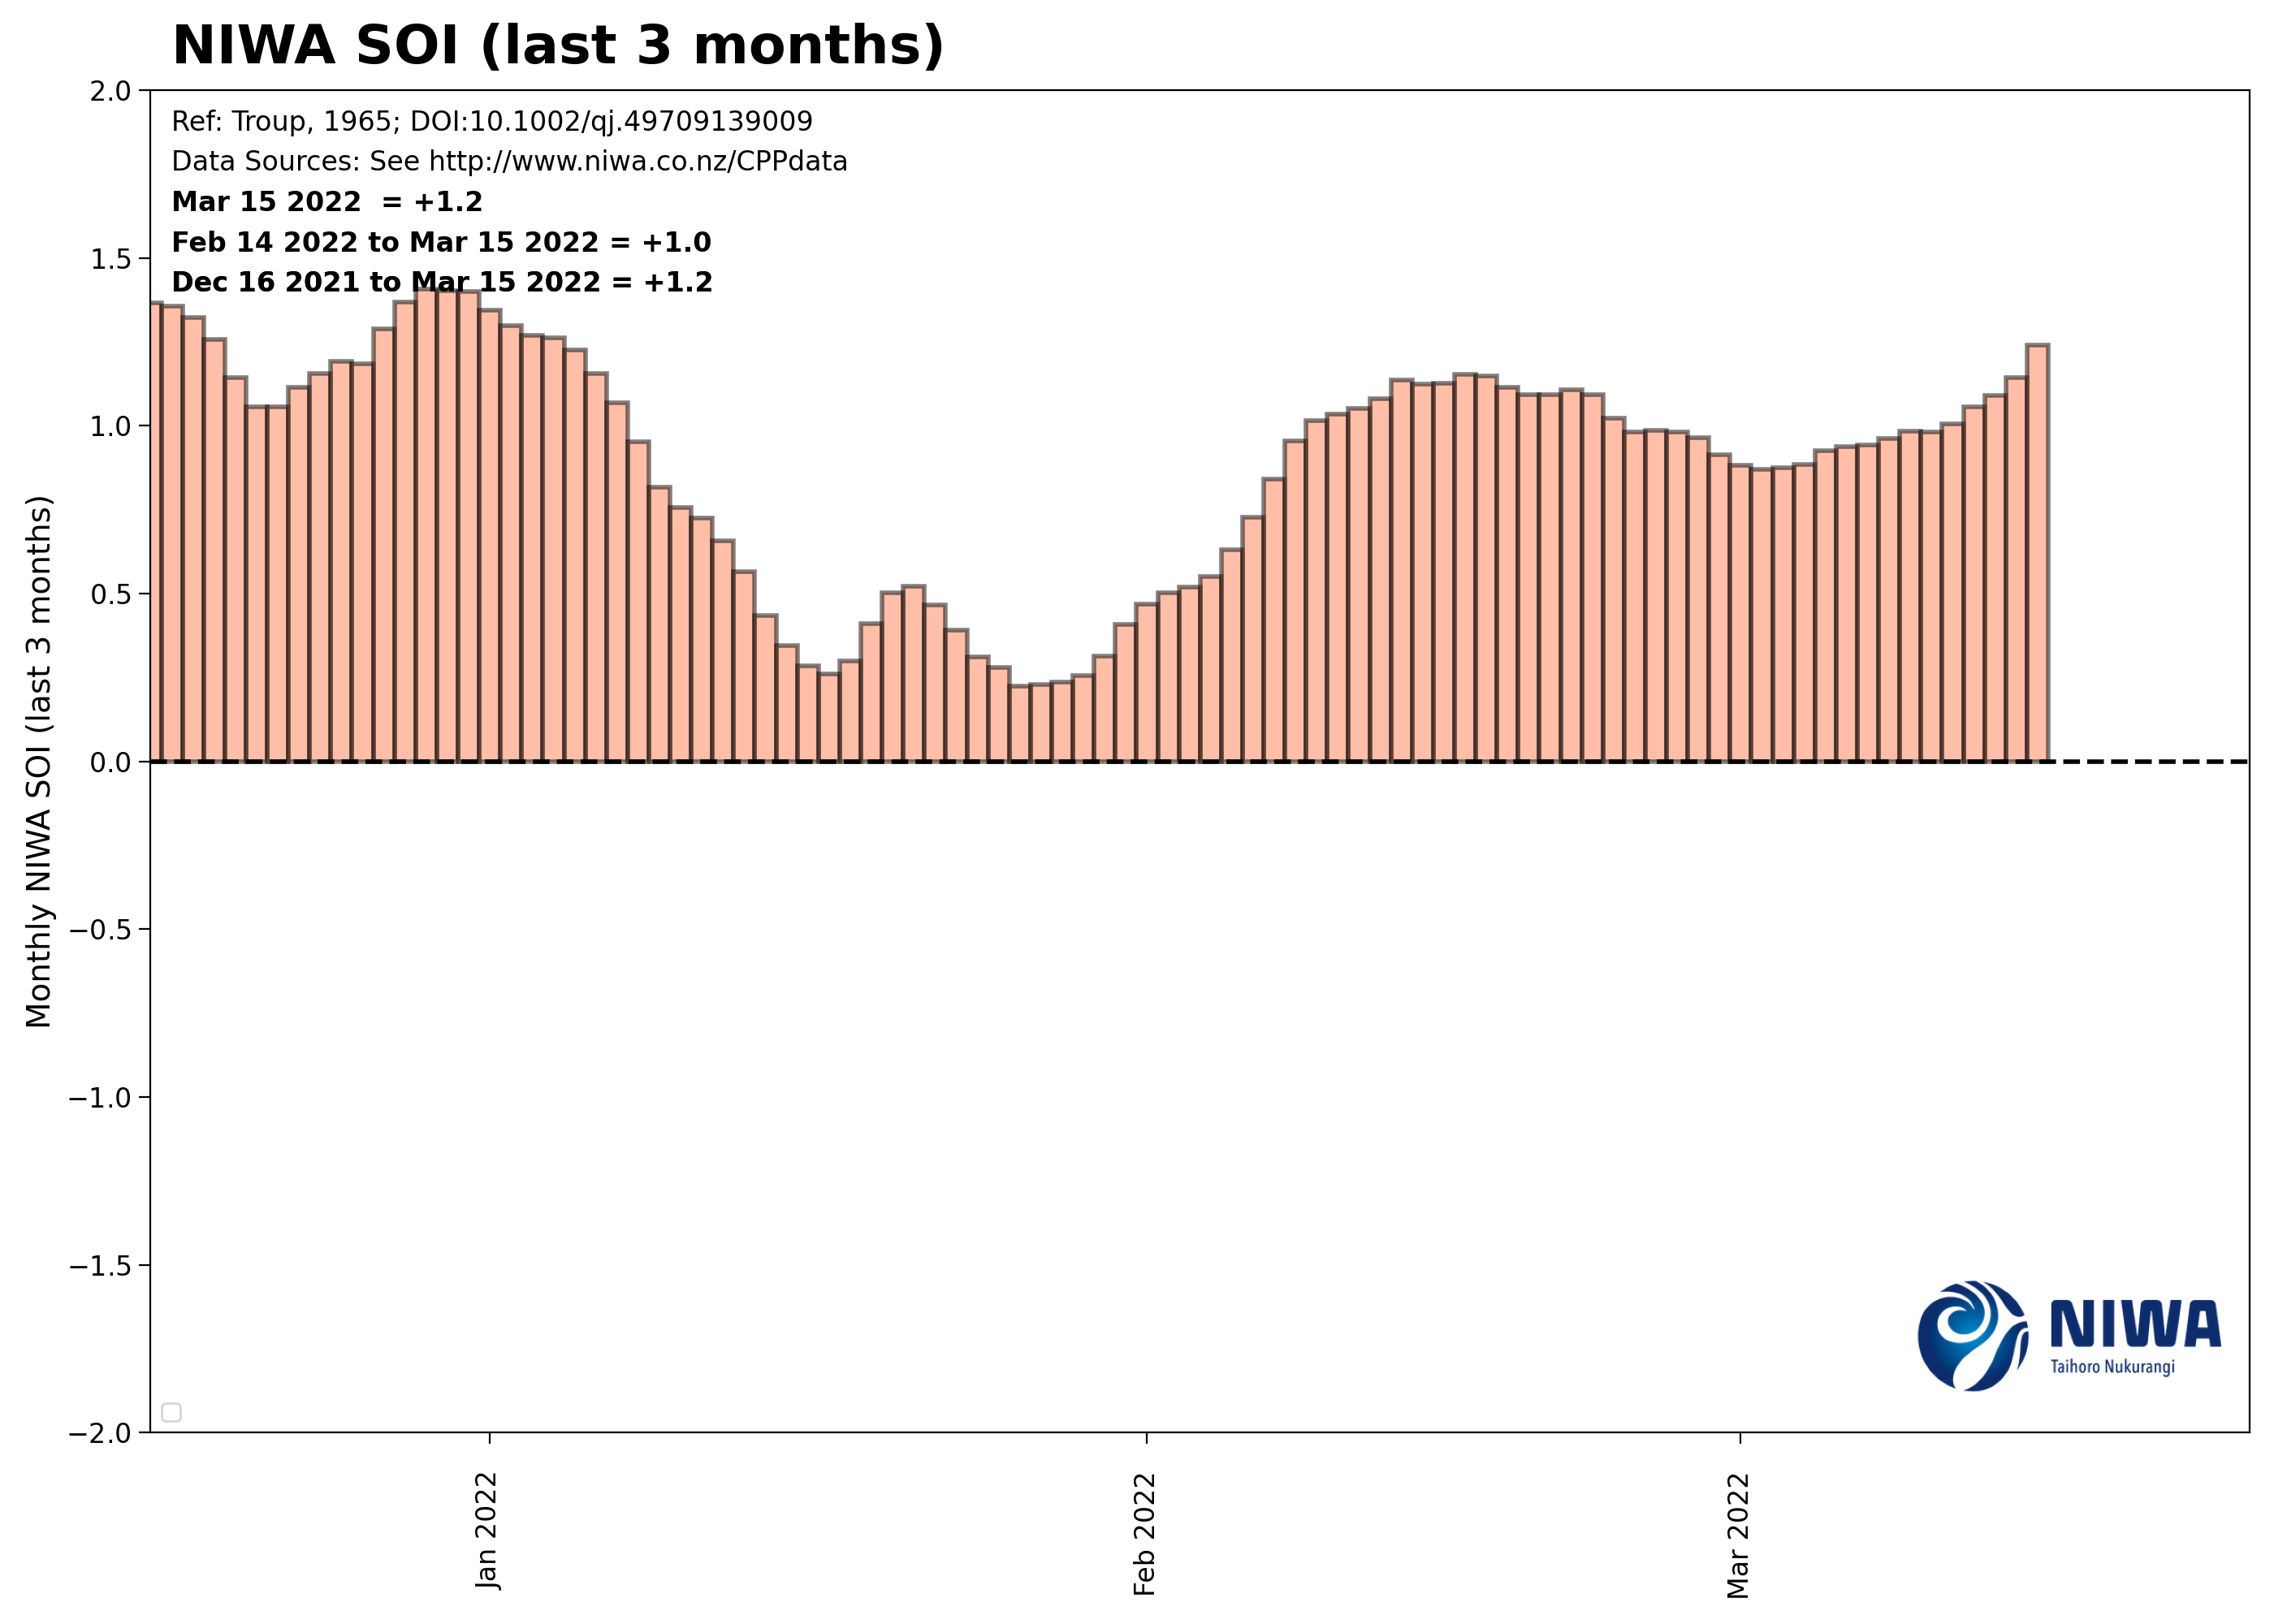 NIWA SOI (last 3 months)
Ref: Troup, 1965; DOI:10.1002/qj.49709139009
Data Sources: See http://www.niwa.co.nz/CPPdata
Mar 15 2022  = +1.2
Feb 14 2022 to Mar 15 2022 = +1.0
Dec 16 2021 to Mar 15 2022 = +1.2
Monthly NIWA SOI (last 3 months)
2.0
1.5
1.0
0.5
0.0
−0.5
−1.0
−1.5
−2.0
NIWA
Taihoro Nukurangi
Jan 2022
Feb 2022
Mar 2022